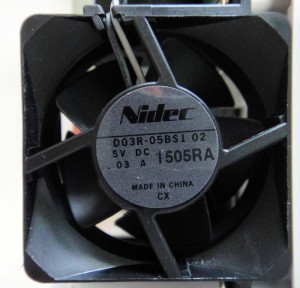 Nidec
D03R-05BS1 02
5V DC
.03 A 1505RA
MADE IN CHINA
CX